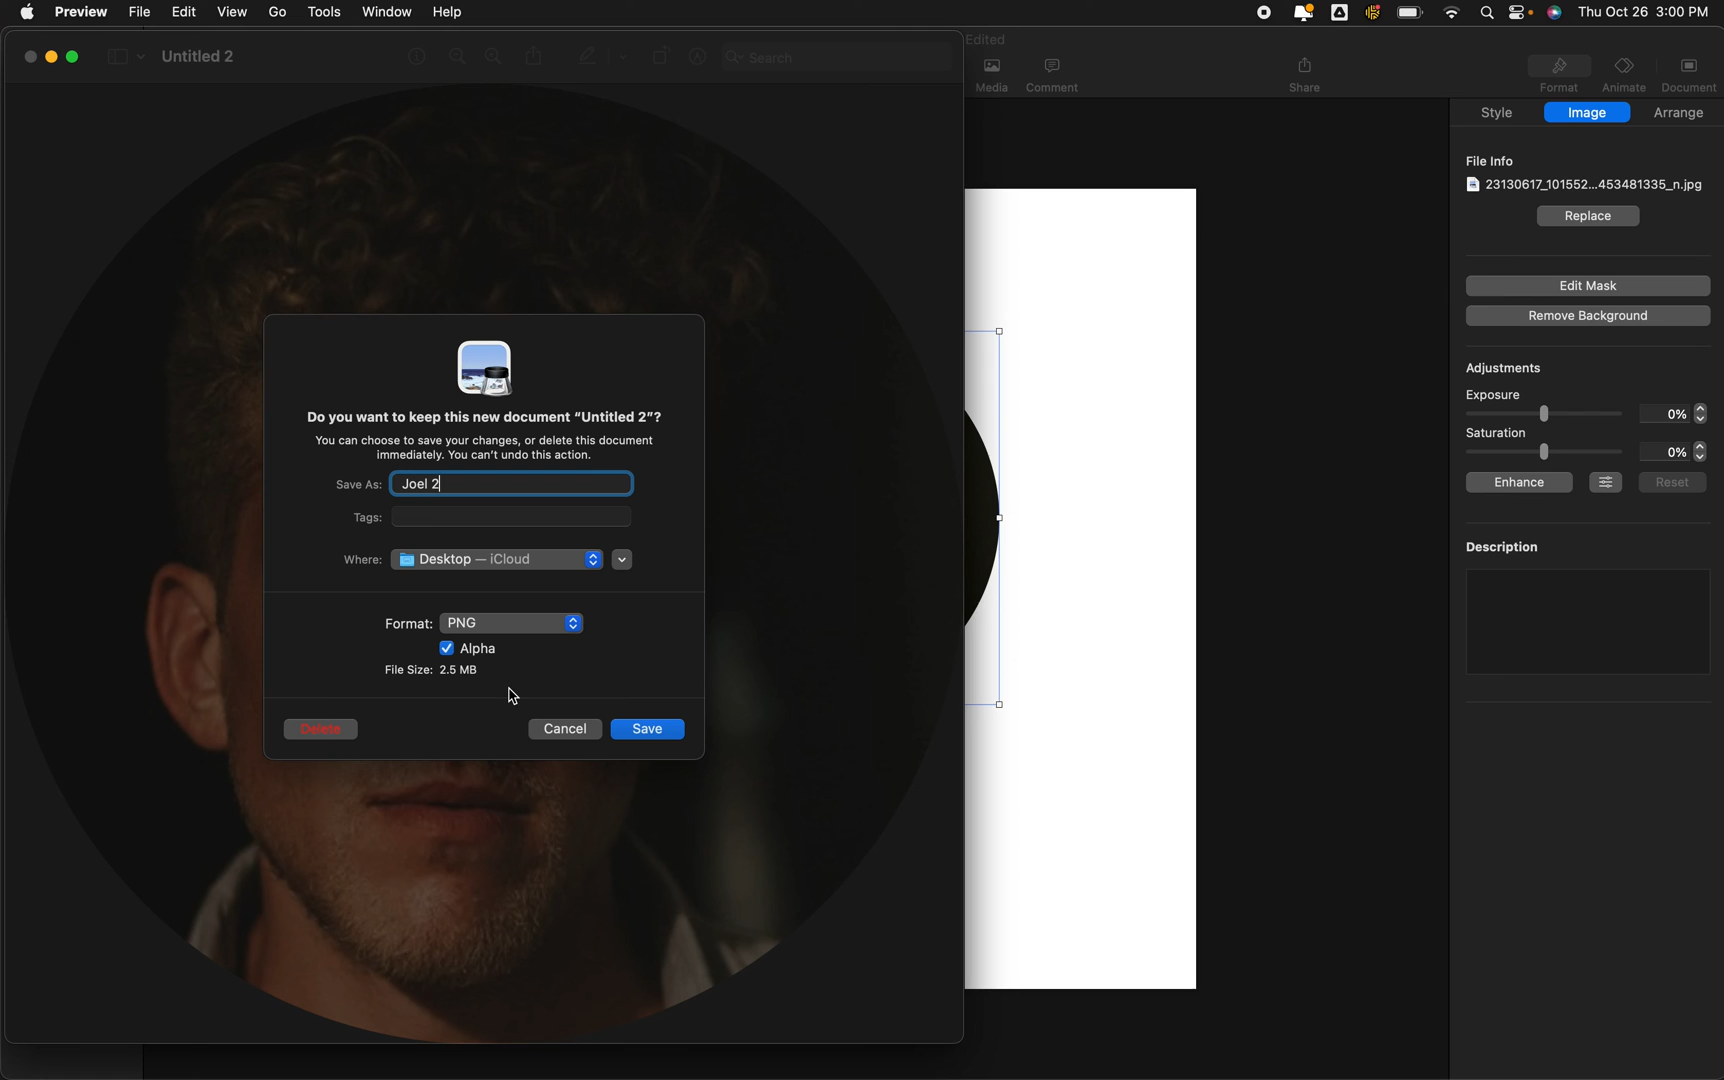 Preview File Edit View Go Tools Window Help Thu Oct 26 3:00 PM
Untitled 2
Search
Edited
Media Comment Share Format Animate Document
Style Image Arrange
File Info
23130617_101552...453481335_n.jpg
Replace
Edit Mask
Remove Background
Adjustments
Exposure
0%
Saturation
0%
Enhance Reset
Description
Do you want to keep this new document “Untitled 2”?
You can choose to save your changes, or delete this document
immediately. You can’t undo this action.
Save As: Joel 2
Tags:
Where: Desktop — iCloud
Format: PNG
Alpha
File Size: 2.5 MB
Delete Cancel Save